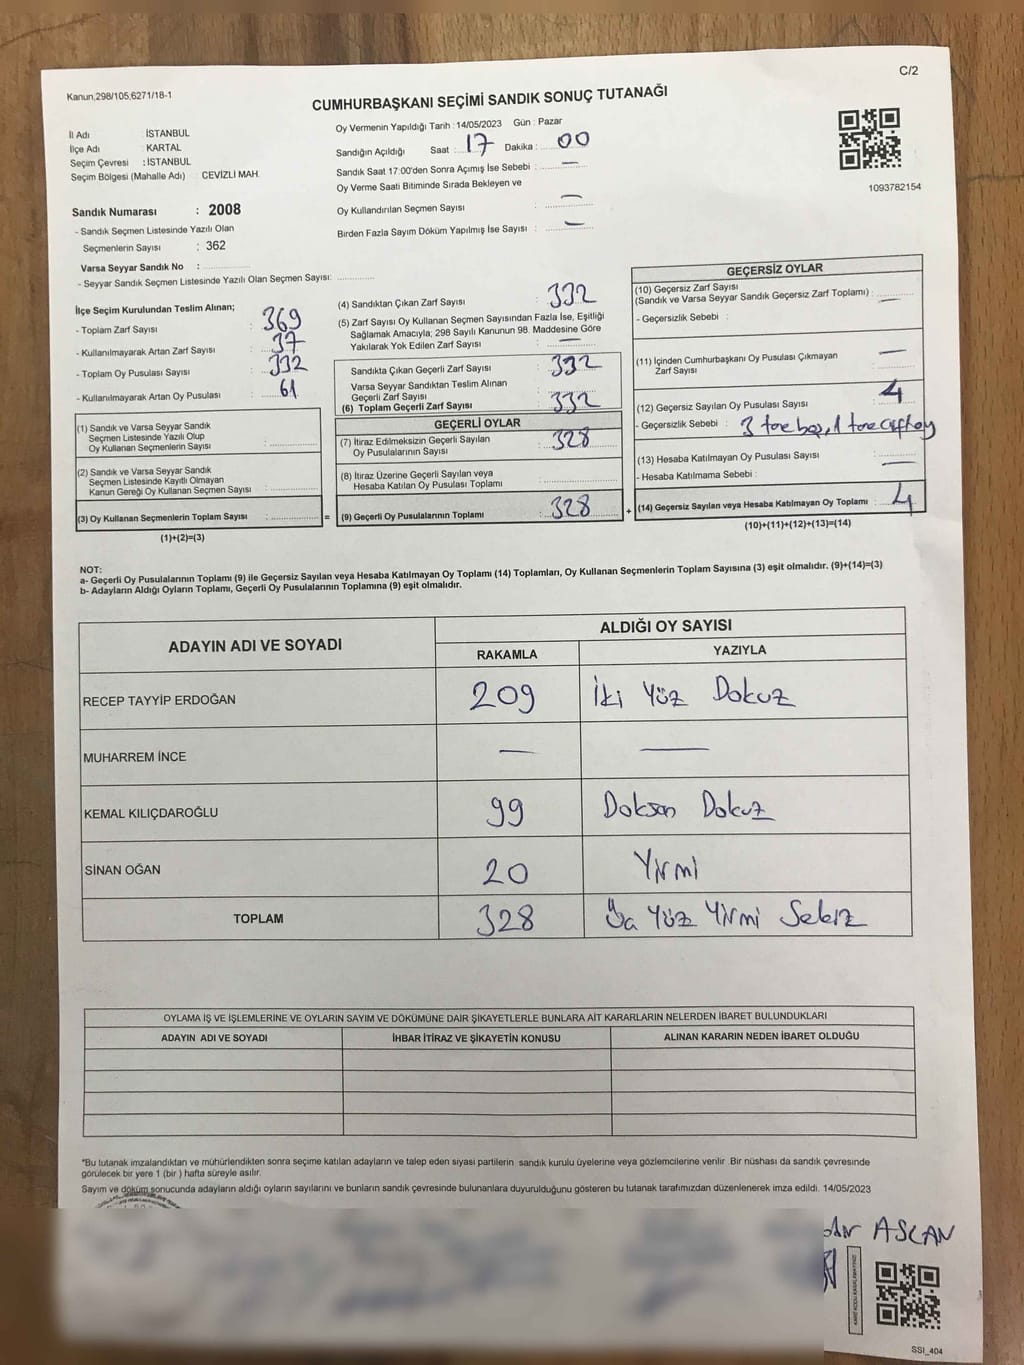 C/2
Kanun,298/105,6271/18-1
CUMHURBAŞKANI SEÇİMİ SANDIK SONUÇ TUTANAĞI
İl Adı : İSTANBUL
İlçe Adı : KARTAL
Seçim Çevresi : İSTANBUL
Seçim Bölgesi (Mahalle Adı) : CEVİZLİ MAH.
Oy Vermenin Yapıldığı Tarih : 14/05/2023 Gün : Pazar
Sandığın Açıldığı Saat : 17 Dakika : 00
Sandık Saat 17:00'den Sonra Açımış İse Sebebi : —
Oy Verme Saati Bitiminde Sırada Bekleyen ve
Oy Kullandırılan Seçmen Sayısı : —
Birden Fazla Sayım Döküm Yapılmış İse Sayısı : —
1093782154
Sandık Numarası : 2008
- Sandık Seçmen Listesinde Yazılı Olan
Seçmenlerin Sayısı : 362
Varsa Seyyar Sandık No :
- Seyyar Sandık Seçmen Listesinde Yazılı Olan Seçmen Sayısı:
İlçe Seçim Kurulundan Teslim Alınan;
- Toplam Zarf Sayısı : 369
- Kullanılmayarak Artan Zarf Sayısı : 37
- Toplam Oy Pusulası Sayısı : 332
- Kullanılmayarak Artan Oy Pusulası : 61
(1) Sandık ve Varsa Seyyar Sandık
Seçmen Listesinde Yazılı Olup
Oy Kullanan Seçmenlerin Sayısı :
(2) Sandık ve Varsa Seyyar Sandık
Seçmen Listesinde Kayıtlı Olmayan
Kanun Gereği Oy Kullanan Seçmen Sayısı :
(3) Oy Kullanan Seçmenlerin Toplam Sayısı : =
(1)+(2)=(3)
(4) Sandıktan Çıkan Zarf Sayısı : 332
(5) Zarf Sayısı Oy Kullanan Seçmen Sayısından Fazla İse, Eşitliği
Sağlamak Amacıyla; 298 Sayılı Kanunun 98. Maddesine Göre
Yakılarak Yok Edilen Zarf Sayısı : —
Sandıkta Çıkan Geçerli Zarf Sayısı : 332
Varsa Seyyar Sandıktan Teslim Alınan
Geçerli Zarf Sayısı :
(6) Toplam Geçerli Zarf Sayısı : 332
GEÇERLİ OYLAR
(7) İtiraz Edilmeksizin Geçerli Sayılan
Oy Pusulalarının Sayısı : 328
(8) İtiraz Üzerine Geçerli Sayılan veya
Hesaba Katılan Oy Pusulası Toplamı :
(9) Geçerli Oy Pusulalarının Toplamı : 328 +
GEÇERSİZ OYLAR
(10) Geçersiz Zarf Sayısı
(Sandık ve Varsa Seyyar Sandık Geçersiz Zarf Toplamı) : —
- Geçersizlik Sebebi :
(11) İçinden Cumhurbaşkanı Oy Pusulası Çıkmayan
Zarf Sayısı : —
(12) Geçersiz Sayılan Oy Pusulası Sayısı : 4
- Geçersizlik Sebebi : 3 tane boş, 1 tane çift oy
(13) Hesaba Katılmayan Oy Pusulası Sayısı : —
- Hesaba Katılmama Sebebi :
(14) Geçersiz Sayılan veya Hesaba Katılmayan Oy Toplamı : 4
(10)+(11)+(12)+(13)=(14)
NOT:
a- Geçerli Oy Pusulalarının Toplamı (9) ile Geçersiz Sayılan veya Hesaba Katılmayan Oy Toplamı (14) Toplamları, Oy Kullanan Seçmenlerin Toplam Sayısına (3) eşit olmalıdır. (9)+(14)=(3)
b- Adayların Aldığı Oyların Toplamı, Geçerli Oy Pusulalarının Toplamına (9) eşit olmalıdır.
ADAYIN ADI VE SOYADI
ALDIĞI OY SAYISI
RAKAMLA YAZIYLA
RECEP TAYYİP ERDOĞAN 209 İki Yüz Dokuz
MUHARREM İNCE — —
KEMAL KILIÇDAROĞLU 99 Doksan Dokuz
SİNAN OĞAN 20 Yirmi
TOPLAM 328 Yüz Yirmi Sekiz
OYLAMA İŞ VE İŞLEMLERİNE VE OYLARIN SAYIM VE DÖKÜMÜNE DAİR ŞİKAYETLERLE BUNLARA AİT KARARLARIN NELERDEN İBARET BULUNDUKLARI
ADAYIN ADI VE SOYADI İHBAR İTİRAZ VE ŞİKAYETİN KONUSU ALINAN KARARIN NEDEN İBARET OLDUĞU
*Bu tutanak imzalandıktan ve mühürlendikten sonra seçime katılan adayların ve talep eden siyasi partilerin sandık kurulu üyelerine veya gözlemcilerine verilir. Bir nüshası da sandık çevresinde
görülecek bir yere 1 (bir) hafta süreyle asılır.
Sayım ve döküm sonucunda adayların aldığı oyların sayılarını ve bunların sandık çevresinde bulunanlara duyurulduğunu gösteren bu tutanak tarafımızdan düzenlenerek imza edildi. 14/05/2023
ASLAN
SSI_404